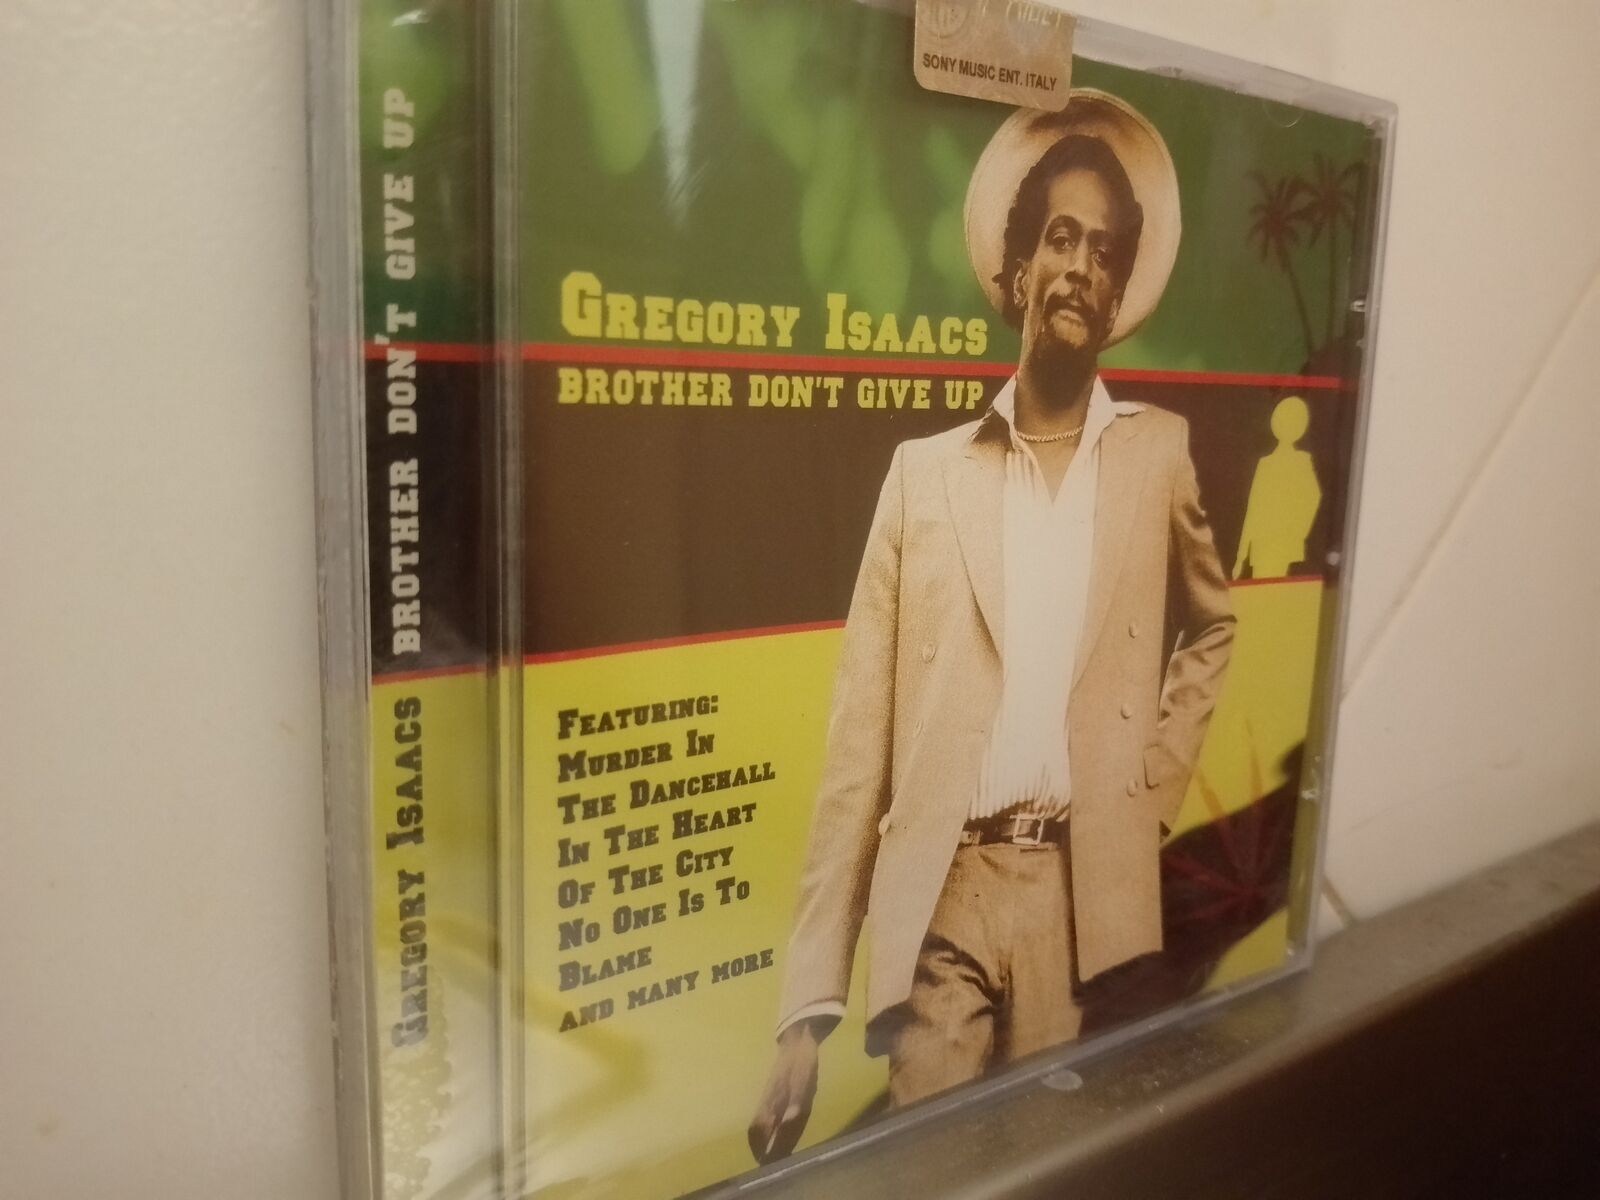 SONY MUSIC ENT. ITALY
GREGORY ISAACS
BROTHER DON'T GIVE UP
FEATURING:
MURDER IN
THE DANCEHALL
IN THE HEART
OF THE CITY
NO ONE IS TO
BLAME
AND MANY MORE
GREGORY ISAACS BROTHER DON'T GIVE UP